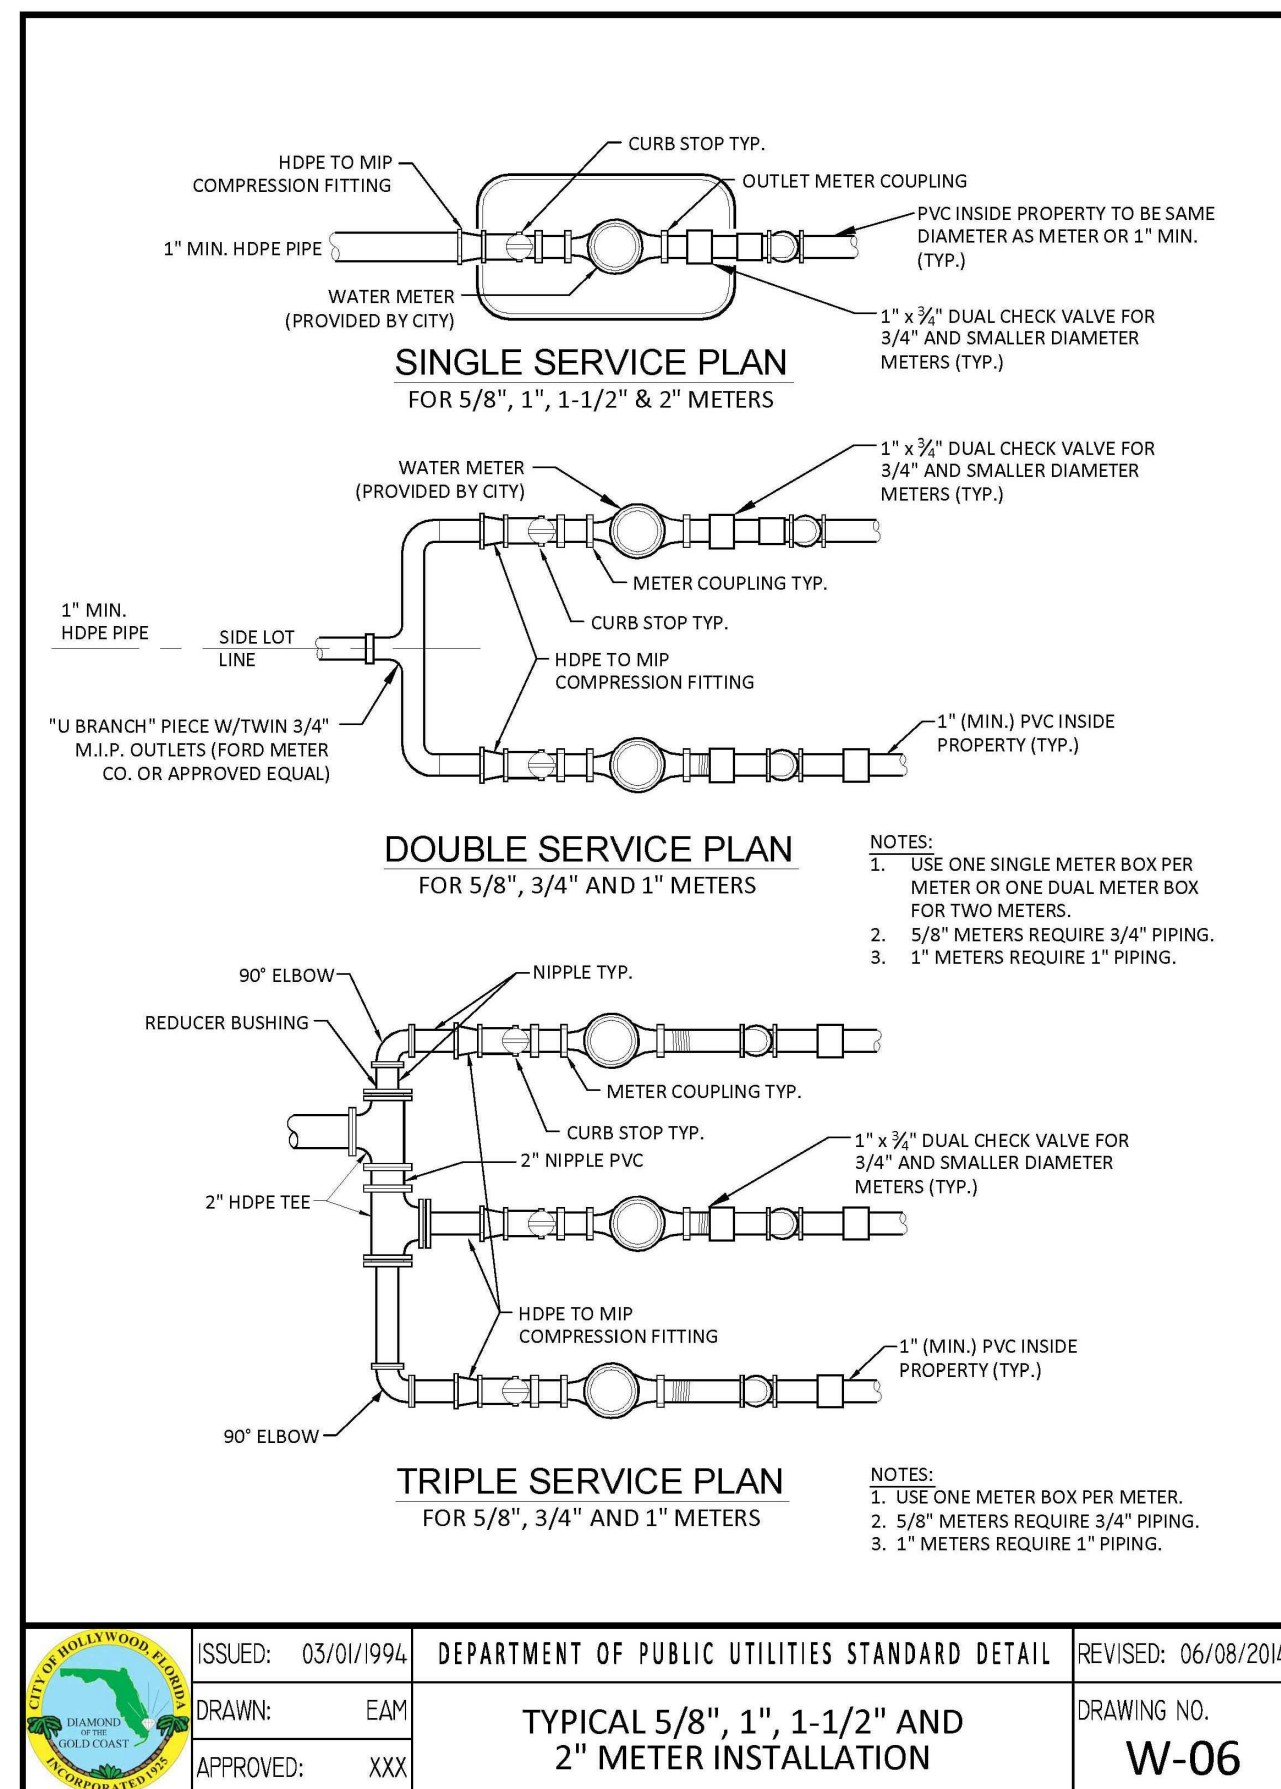 CURB STOP TYP.
HDPE TO MIP
COMPRESSION FITTING
OUTLET METER COUPLING
PVC INSIDE PROPERTY TO BE SAME
DIAMETER AS METER OR 1" MIN.
(TYP.)
1" MIN. HDPE PIPE
WATER METER
(PROVIDED BY CITY)
1" x ¾" DUAL CHECK VALVE FOR
3/4" AND SMALLER DIAMETER
METERS (TYP.)
SINGLE SERVICE PLAN
FOR 5/8", 1", 1-1/2" & 2" METERS
1" x ¾" DUAL CHECK VALVE FOR
3/4" AND SMALLER DIAMETER
METERS (TYP.)
WATER METER
(PROVIDED BY CITY)
METER COUPLING TYP.
CURB STOP TYP.
1" MIN.
HDPE PIPE
SIDE LOT
LINE
HDPE TO MIP
COMPRESSION FITTING
"U BRANCH" PIECE W/TWIN 3/4"
M.I.P. OUTLETS (FORD METER
CO. OR APPROVED EQUAL)
1" (MIN.) PVC INSIDE
PROPERTY (TYP.)
DOUBLE SERVICE PLAN
FOR 5/8", 3/4" AND 1" METERS
NOTES:
1. USE ONE SINGLE METER BOX PER
METER OR ONE DUAL METER BOX
FOR TWO METERS.
2. 5/8" METERS REQUIRE 3/4" PIPING.
3. 1" METERS REQUIRE 1" PIPING.
90° ELBOW
NIPPLE TYP.
REDUCER BUSHING
METER COUPLING TYP.
CURB STOP TYP.
2" NIPPLE PVC
1" x ¾" DUAL CHECK VALVE FOR
3/4" AND SMALLER DIAMETER
METERS (TYP.)
2" HDPE TEE
HDPE TO MIP
COMPRESSION FITTING
1" (MIN.) PVC INSIDE
PROPERTY (TYP.)
90° ELBOW
TRIPLE SERVICE PLAN
FOR 5/8", 3/4" AND 1" METERS
NOTES:
1. USE ONE METER BOX PER METER.
2. 5/8" METERS REQUIRE 3/4" PIPING.
3. 1" METERS REQUIRE 1" PIPING.
CITY OF HOLLYWOOD, FLORIDA
DIAMOND
OF THE
GOLD COAST
INCORPORATED 1925
ISSUED: 03/01/1994
DRAWN: EAM
APPROVED: XXX
DEPARTMENT OF PUBLIC UTILITIES STANDARD DETAIL
TYPICAL 5/8", 1", 1-1/2" AND
2" METER INSTALLATION
REVISED: 06/08/2014
DRAWING NO.
W-06